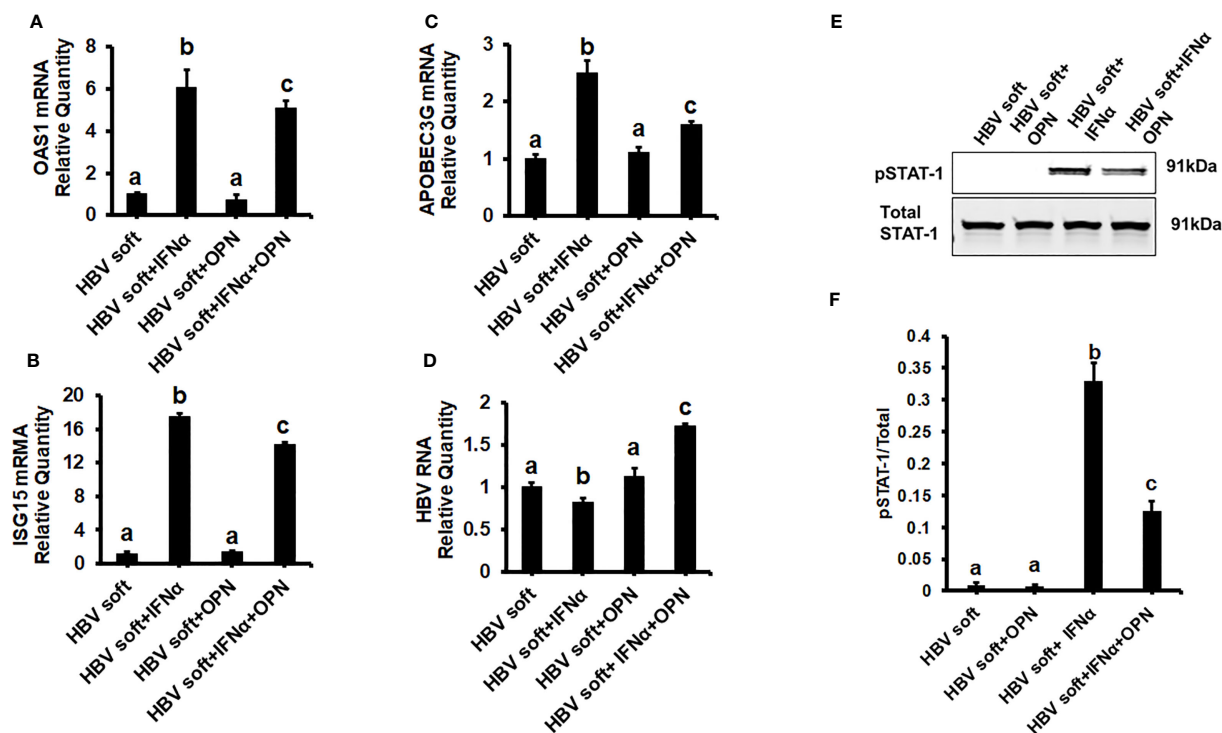 A
OAS1 mRNA
Relative Quantity
8
6
4
2
0
a
b
a
c
HBV soft
HBV soft+IFNα
HBV soft+OPN
HBV soft+IFNα+OPN
B
ISG15 mRMA
Relative Quantity
20
16
12
8
4
0
a
b
a
c
HBV soft
HBV soft+IFNα
HBV soft+OPN
HBV soft+IFNα+OPN
C
APOBEC3G mRNA
Relative Quantity
3
2
1
0
a
b
a
c
HBV soft
HBV soft+IFNα
HBV soft+OPN
HBV soft+IFNα+OPN
D
HBV RNA
Relative Quantity
2
1.5
1
0.5
0
a
b
a
c
HBV soft
HBV soft+IFNα
HBV soft+OPN
HBV soft+ IFNα+OPN
E
HBV soft
HBV soft+
OPN
HBV soft+
IFNα
HBV soft+IFNα
OPN
pSTAT-1
91kDa
Total
STAT-1
91kDa
F
pSTAT-1/Total
0.4
0.35
0.3
0.25
0.2
0.15
0.1
0.05
0
a
a
b
c
HBV soft
HBV soft+OPN
HBV soft+ IFNα
HBV soft+IFNα+OPN